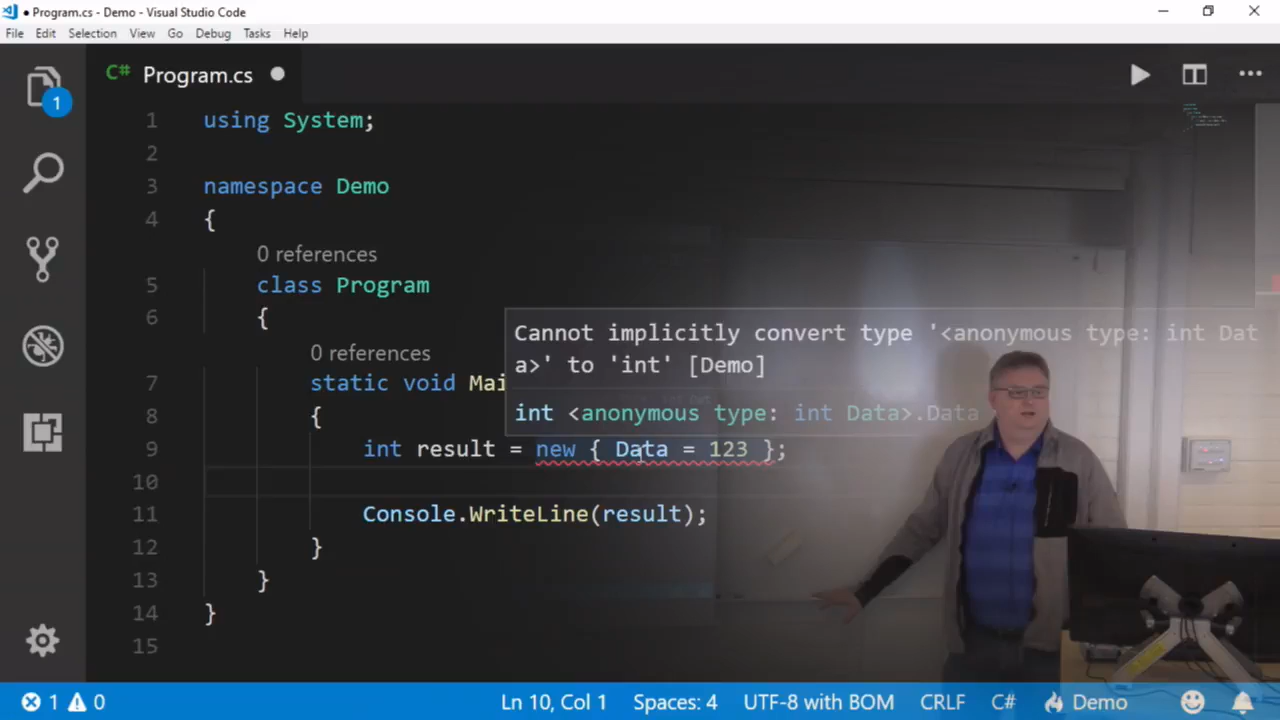 ● Program.cs - Demo - Visual Studio Code
File Edit Selection View Go Debug Tasks Help
1
C# Program.cs
1 using System;
2
3 namespace Demo
4 {
0 references
5 class Program
6 {
0 references
7 static void Mai
8 {
Cannot implicitly convert type '<anonymous type: int Dat
a>' to 'int' [Demo]
int <anonymous type: int Data>.Data
9 int result = new { Data = 123 };
10
11 Console.WriteLine(result);
12 }
13 }
14 }
15
1 0 Ln 10, Col 1 Spaces: 4 UTF-8 with BOM CRLF C# Demo